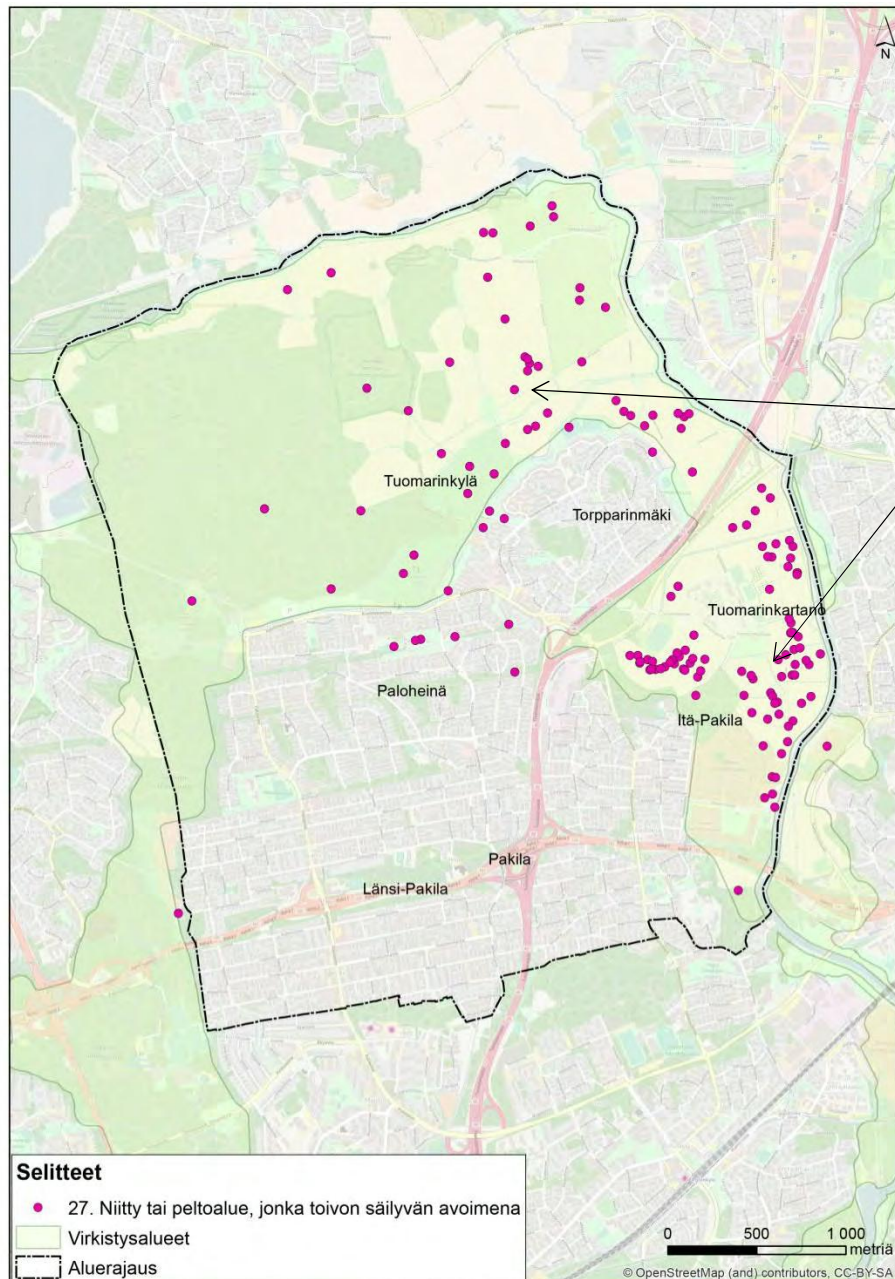 N
Tuomarinkylä
Torpparinmäki
Tuomarinkartano
Paloheinä
Itä-Pakila
Pakila
Länsi-Pakila
Selitteet
27. Niitty tai peltoalue, jonka toivon säilyvän avoimena
Virkistysalueet
Aluerajaus
0 500 1 000
metriä
© OpenStreetMap (and) contributors, CC-BY-SA